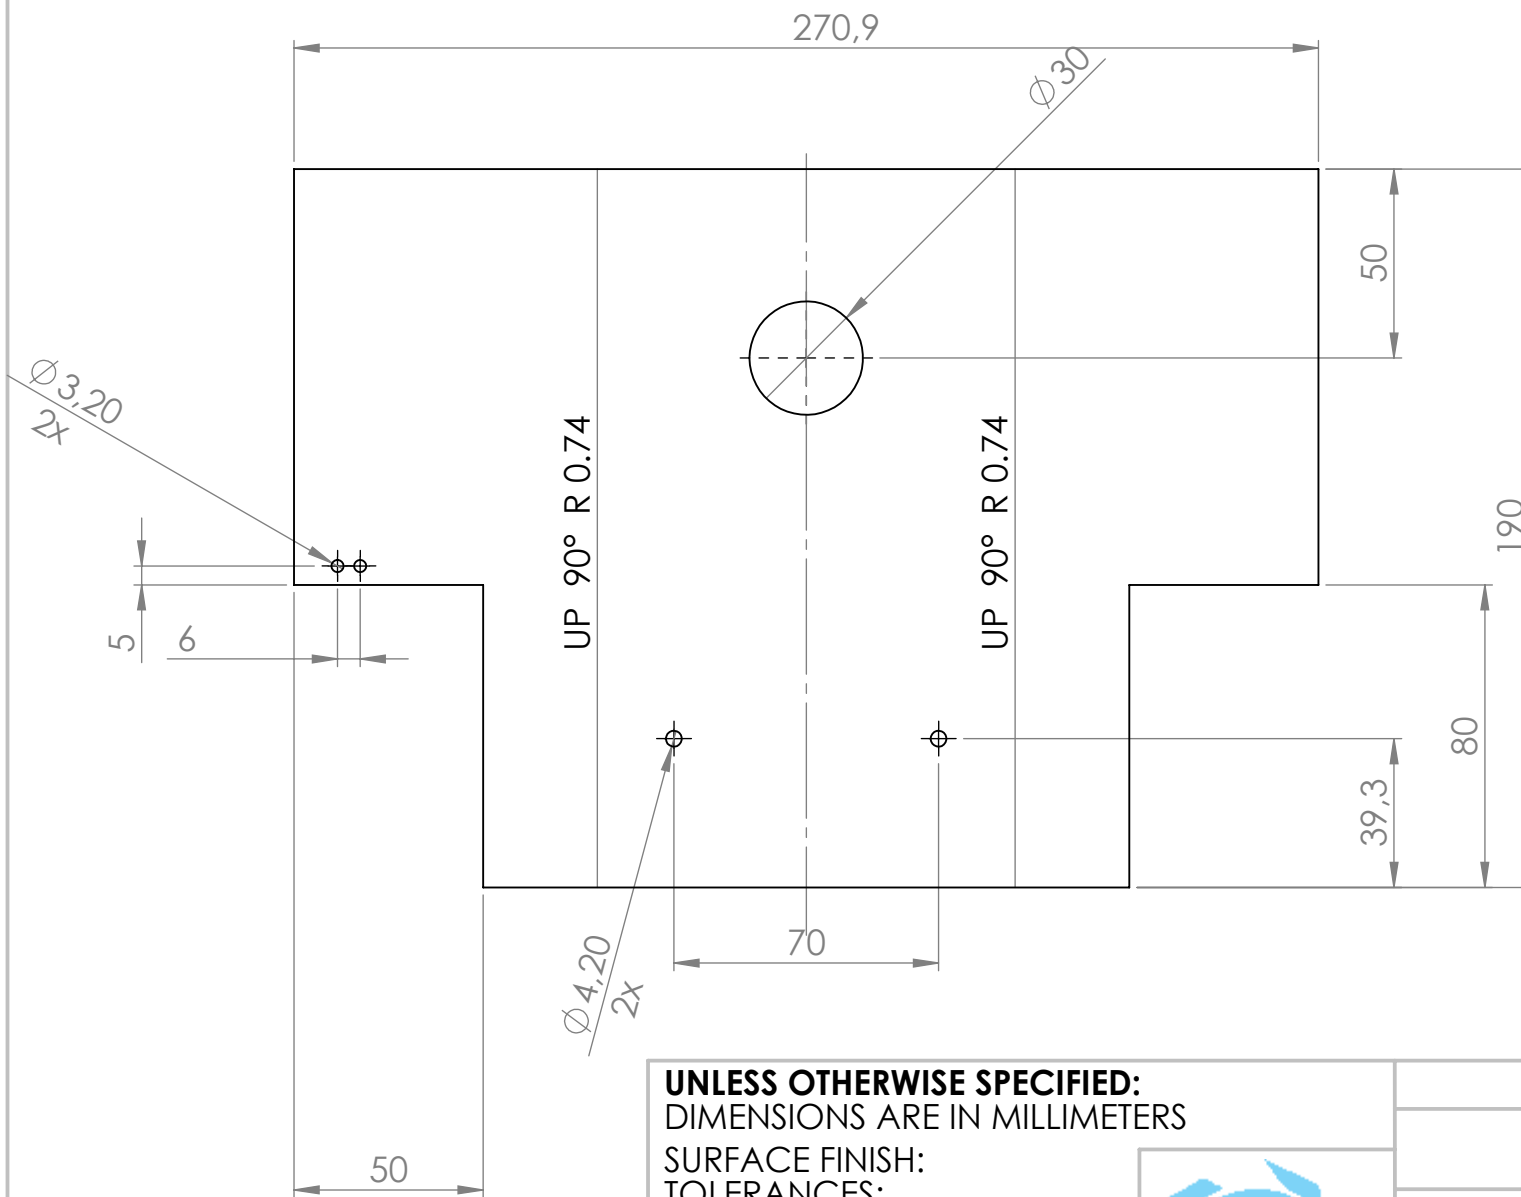 270,9
Ø 30
50
Ø 3,20
2x
UP 90° R 0.74
UP 90° R 0.74
190
5
6
80
39,3
70
Ø 4,20
2x
50
UNLESS OTHERWISE SPECIFIED:
DIMENSIONS ARE IN MILLIMETERS
SURFACE FINISH:
TOLERANCES: